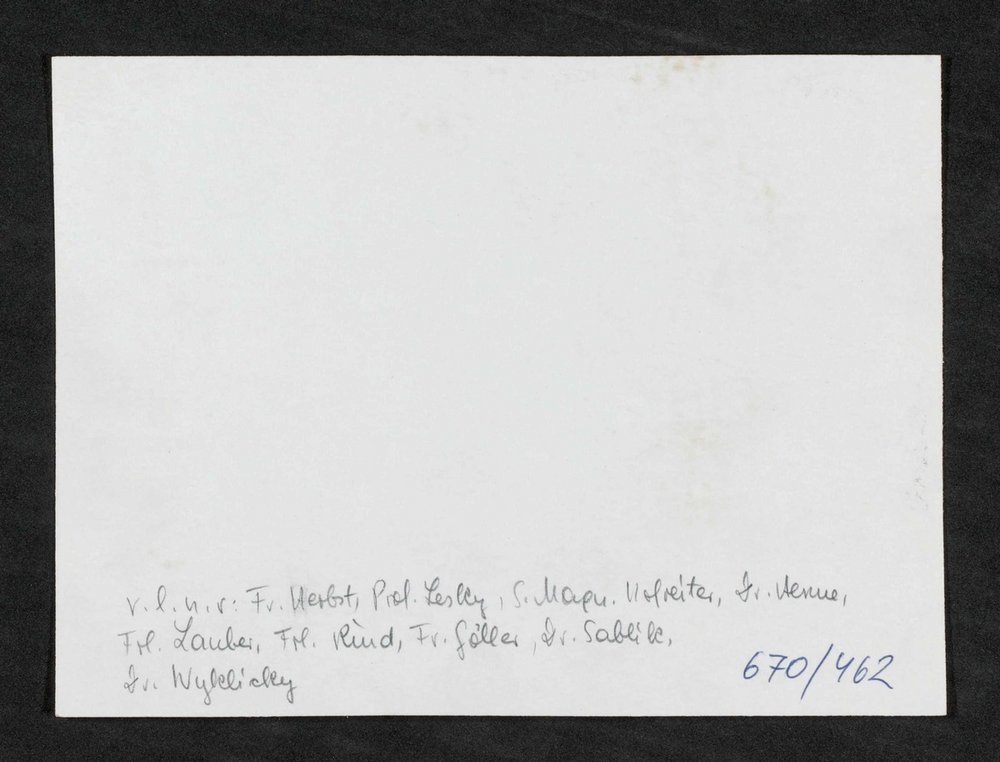 v.l.n.r: Fr. Herbst, Prof. Lesky, S. Magn. Hofreiter, Dr.
Frl. Lauber, Frl. Rind, Fr. Göller, Dr. Sablik,
Dr. Wyklicky
670/462